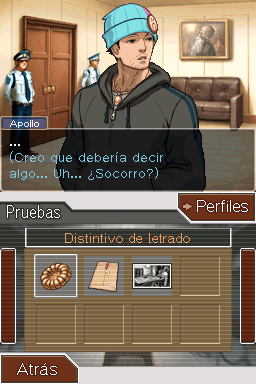 Apollo
...
(Creo que debería decir
algo... Uh... ¿Socorro?)
Pruebas
Perfiles
Distintivo de letrado
Atrás